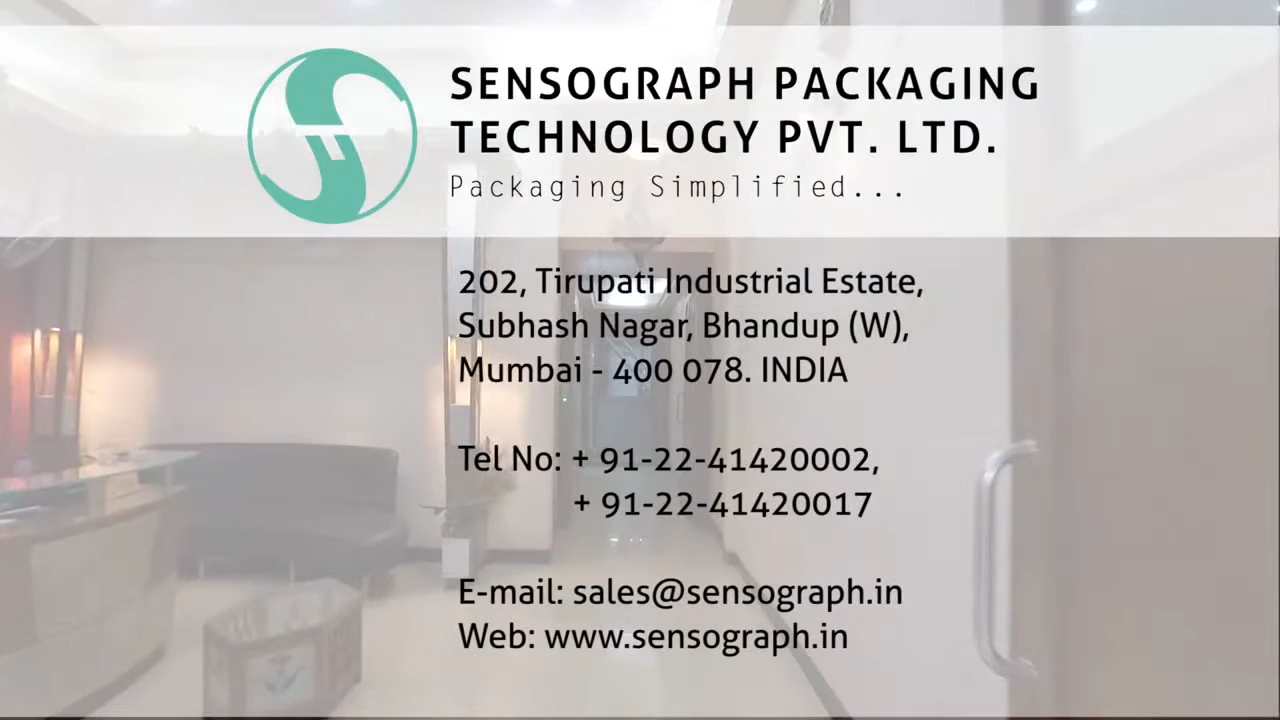 SENSOGRAPH PACKAGING
TECHNOLOGY PVT. LTD.
Packaging Simplified...
202, Tirupati Industrial Estate,
Subhash Nagar, Bhandup (W),
Mumbai - 400 078. INDIA
Tel No: + 91-22-41420002,
+ 91-22-41420017
E-mail: sales@sensograph.in
Web: www.sensograph.in